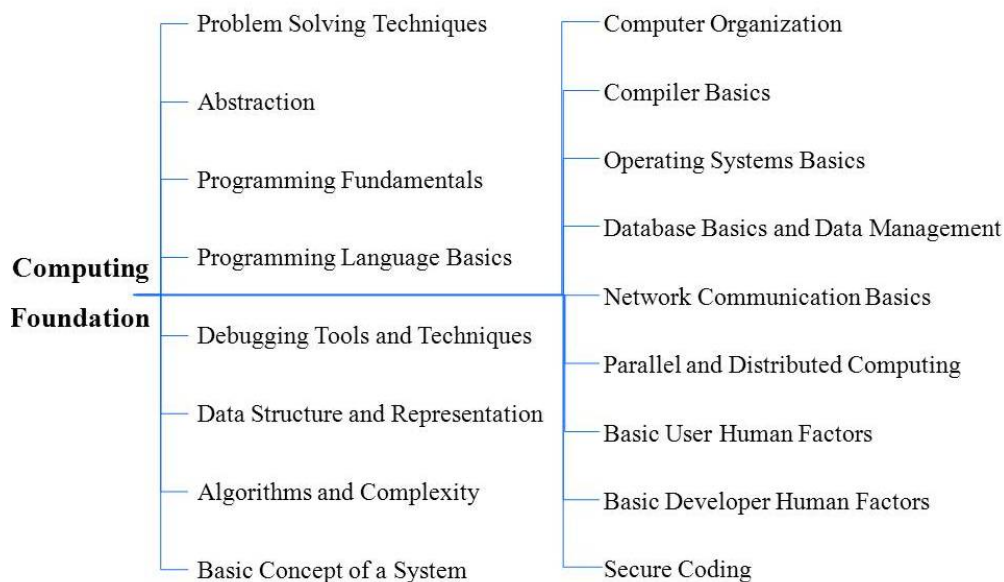 Computing
Foundation
Problem Solving Techniques
Abstraction
Programming Fundamentals
Programming Language Basics
Debugging Tools and Techniques
Data Structure and Representation
Algorithms and Complexity
Basic Concept of a System
Computer Organization
Compiler Basics
Operating Systems Basics
Database Basics and Data Management
Network Communication Basics
Parallel and Distributed Computing
Basic User Human Factors
Basic Developer Human Factors
Secure Coding